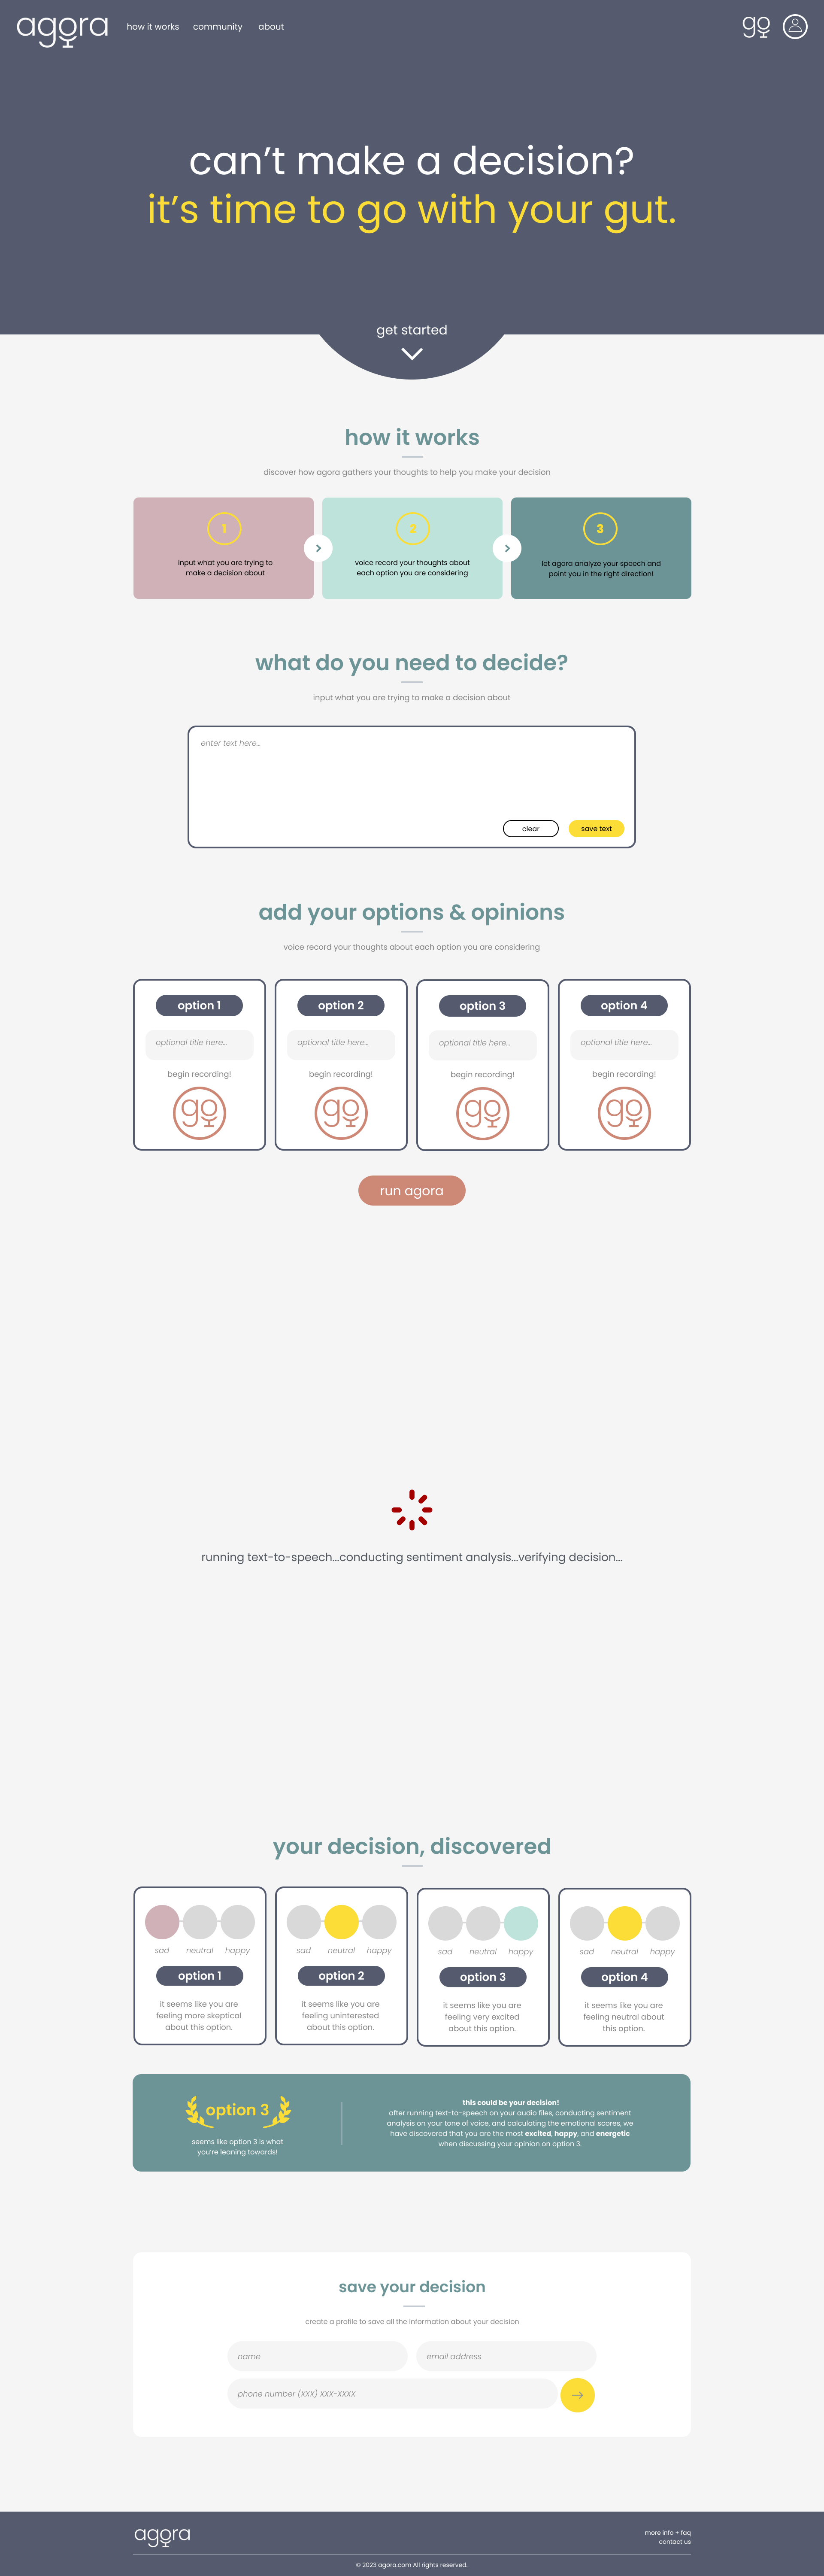 agora
how it works
community
about
go
can't make a decision?
it's time to go with your gut.
get started
how it works
discover how agora gathers your thoughts to help you make your decision
1
input what you are trying to
make a decision about
2
voice record your thoughts about
each option you are considering
3
let agora analyze your speech and
point you in the right direction!
what do you need to decide?
input what you are trying to make a decision about
enter text here...
clear
save text
add your options & opinions
voice record your thoughts about each option you are considering
option 1
optional title here...
begin recording!
go
option 2
optional title here...
begin recording!
go
option 3
optional title here...
begin recording!
go
option 4
optional title here...
begin recording!
go
run agora
running text-to-speech...conducting sentiment analysis...verifying decision...
your decision, discovered
sad
neutral
happy
option 1
it seems like you are
feeling more skeptical
about this option.
sad
neutral
happy
option 2
it seems like you are
feeling uninterested
about this option.
sad
neutral
happy
option 3
it seems like you are
feeling very excited
about this option.
sad
neutral
happy
option 4
it seems like you are
feeling neutral about
this option.
option 3
seems like option 3 is what
you're leaning towards!
this could be your decision!
after running text-to-speech on your audio files, conducting sentiment
analysis on your tone of voice, and calculating the emotional scores, we
have discovered that you are the most excited, happy, and energetic
when discussing your opinion on option 3.
save your decision
create a profile to save all the information about your decision
name
email address
phone number (XXX) XXX-XXXX
agora
more info + faq
contact us
© 2023 agora.com All rights reserved.